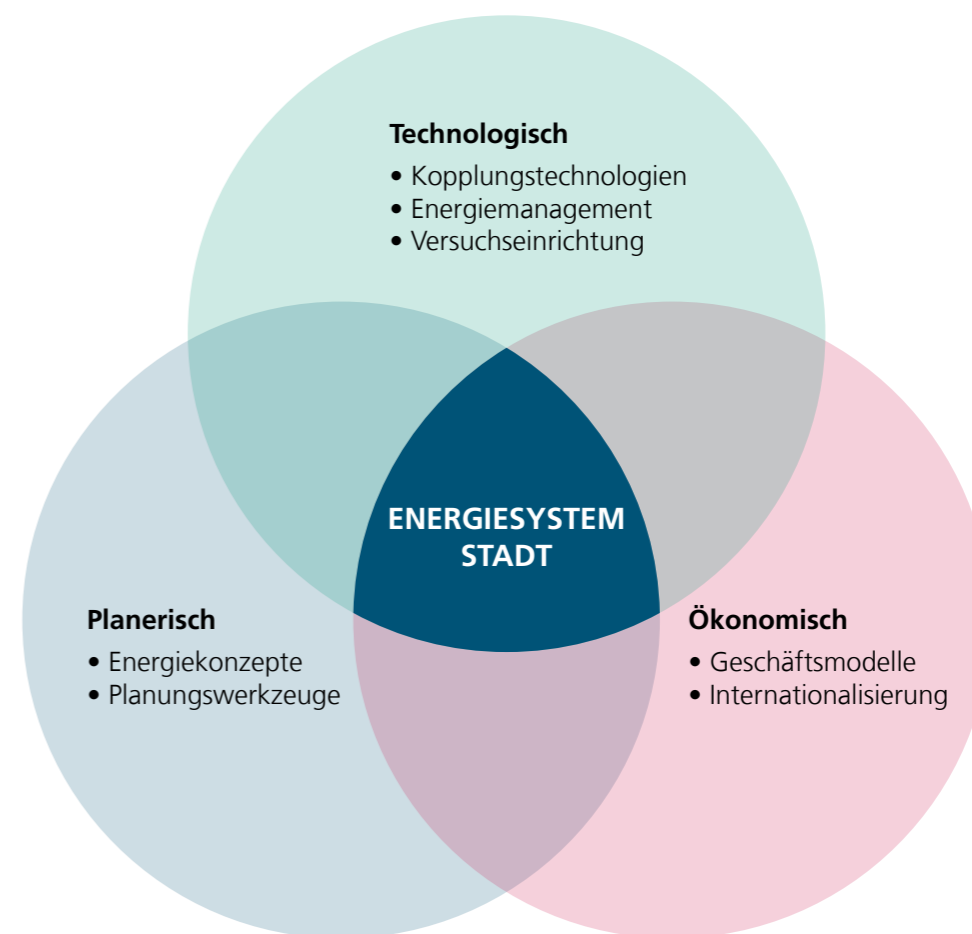 Technologisch
• Kopplungstechnologien
• Energiemanagement
• Versuchseinrichtung
ENERGIESYSTEM
STADT
Planerisch
• Energiekonzepte
• Planungswerkzeuge
Ökonomisch
• Geschäftsmodelle
• Internationalisierung